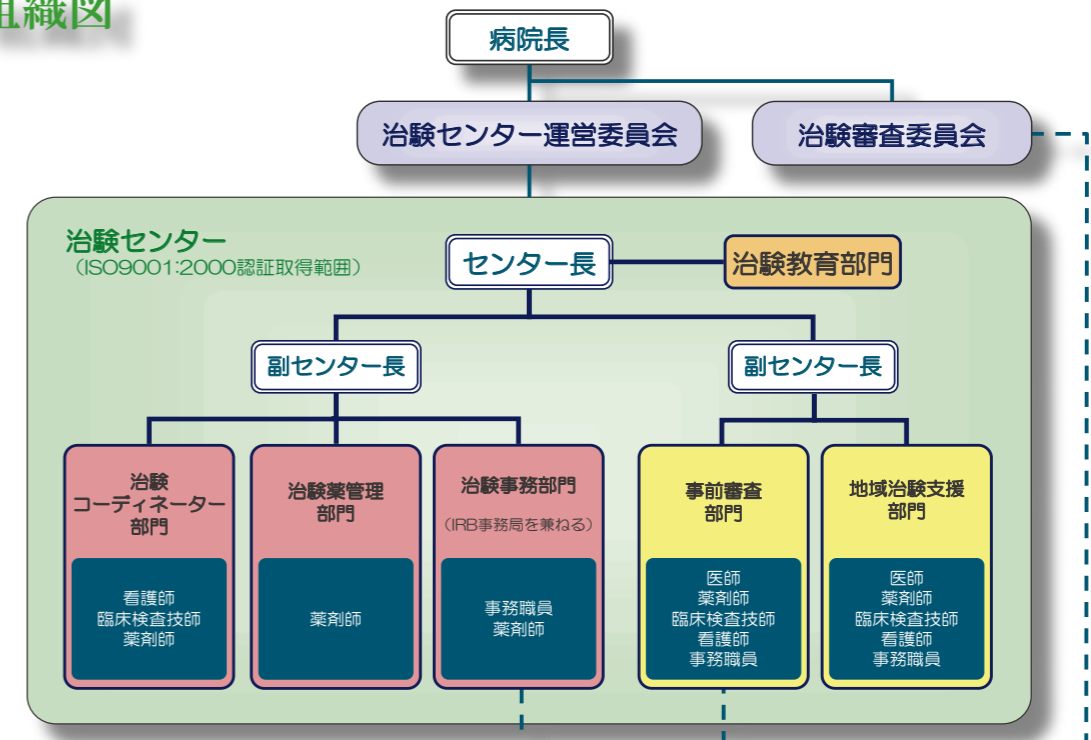 組織図
病院長
治験センター運営委員会
治験審査委員会
治験センター
（ISO9001:2000認証取得範囲）
センター長
治験教育部門
副センター長
副センター長
治験
コーディネーター
部門
看護師
臨床検査技師
薬剤師
治験薬管理
部門
薬剤師
治験事務部門
（IRB事務局を兼ねる）
事務職員
薬剤師
事前審査
部門
医師
薬剤師
臨床検査技師
看護師
事務職員
地域治験支援
部門
医師
薬剤師
臨床検査技師
看護師
事務職員